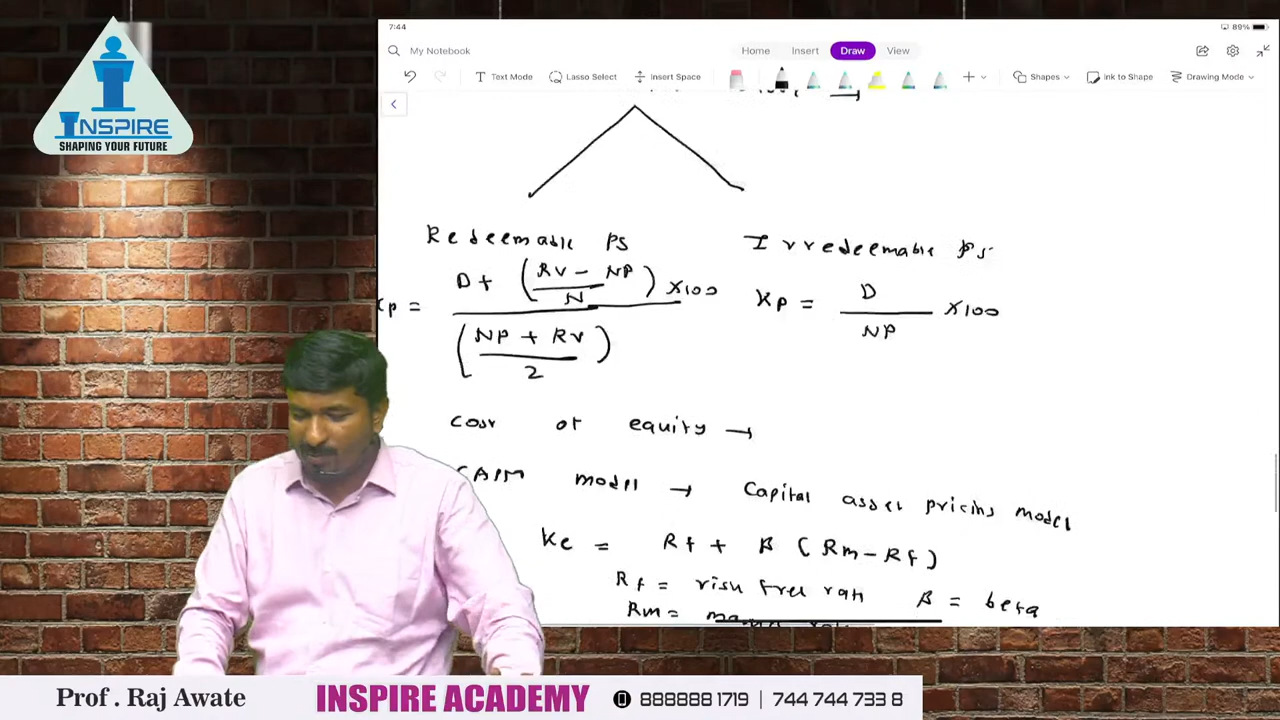 INSPIRE
SHAPING YOUR FUTURE
7:44
89%
My Notebook
Home Insert Draw View
Text Mode Lasso Select Insert Space Shapes Ink to Shape Drawing Mode
Redeemable PS
Irredeemable PS
Kp = D+ (RV - NP / N) X100 / (NP + RV / 2)
Kp = D / NP X100
Cost of equity →
CAPM model → Capital asset pricing model
Ke = Rf + β (Rm-Rf)
Rf = risk free rate β = beta
Rm =
Prof. Raj Awate INSPIRE ACADEMY 888888 1719 | 744 744 733 8